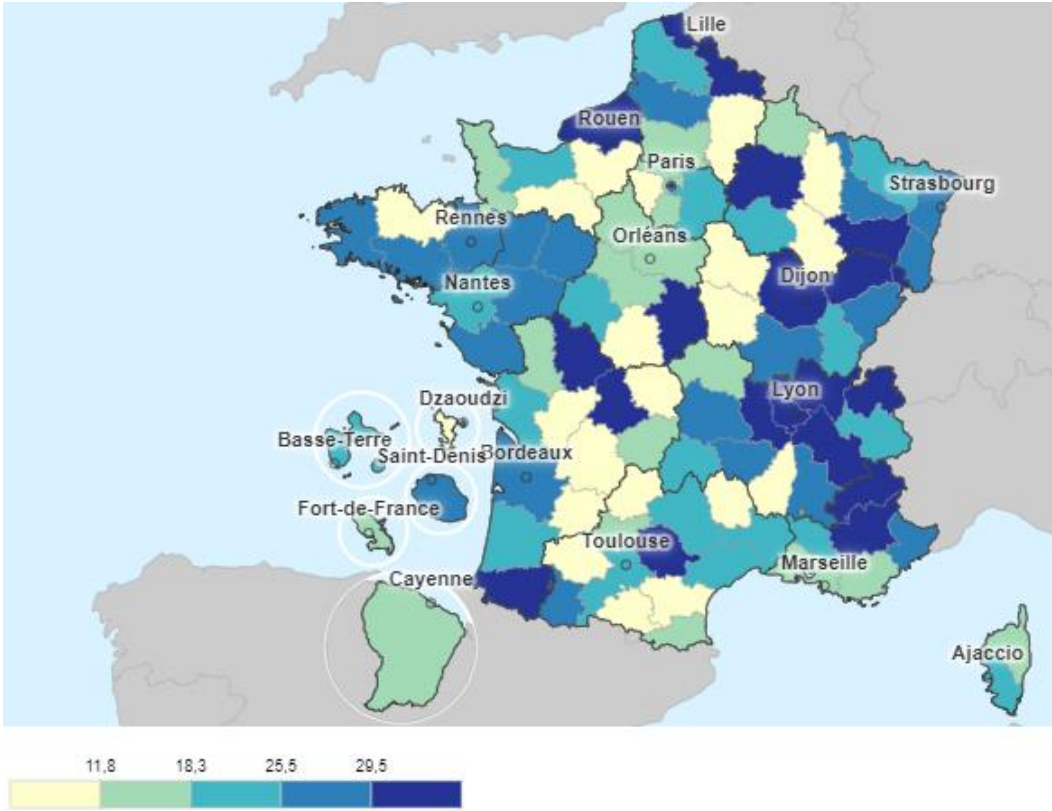 Lille
Rouen
Paris
Strasbourg
Rennes
Orléans
Nantes
Dijon
Lyon
Dzaoudzi
Basse-Terre
Saint-Denis
Bordeaux
Fort-de-France
Toulouse
Marseille
Cayenne
Ajaccio
11,8 18,3 25,5 29,5